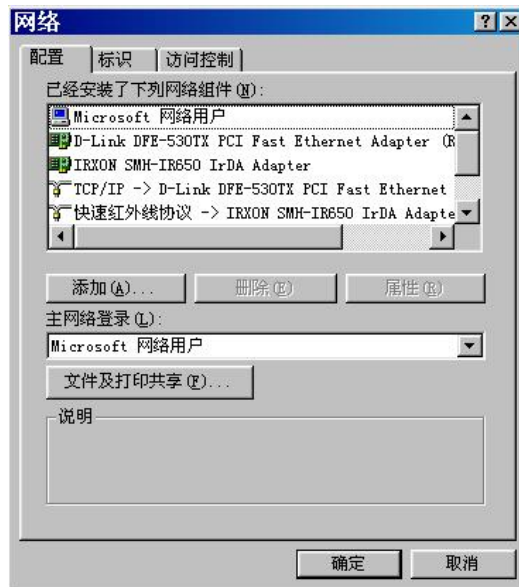 网络
配置 标识 访问控制
已经安装了下列网络组件(N):
Microsoft 网络用户
D-Link DFE-530TX PCI Fast Ethernet Adapter (R
IRXON SMH-IR650 IrDA Adapter
TCP/IP -> D-Link DFE-530TX PCI Fast Ethernet
快速红外线协议 -> IRXON SMH-IR650 IrDA Adapte
添加(A)... 删除(E) 属性(R)
主网络登录(L):
Microsoft 网络用户
文件及打印共享(F)...
说明
确定 取消